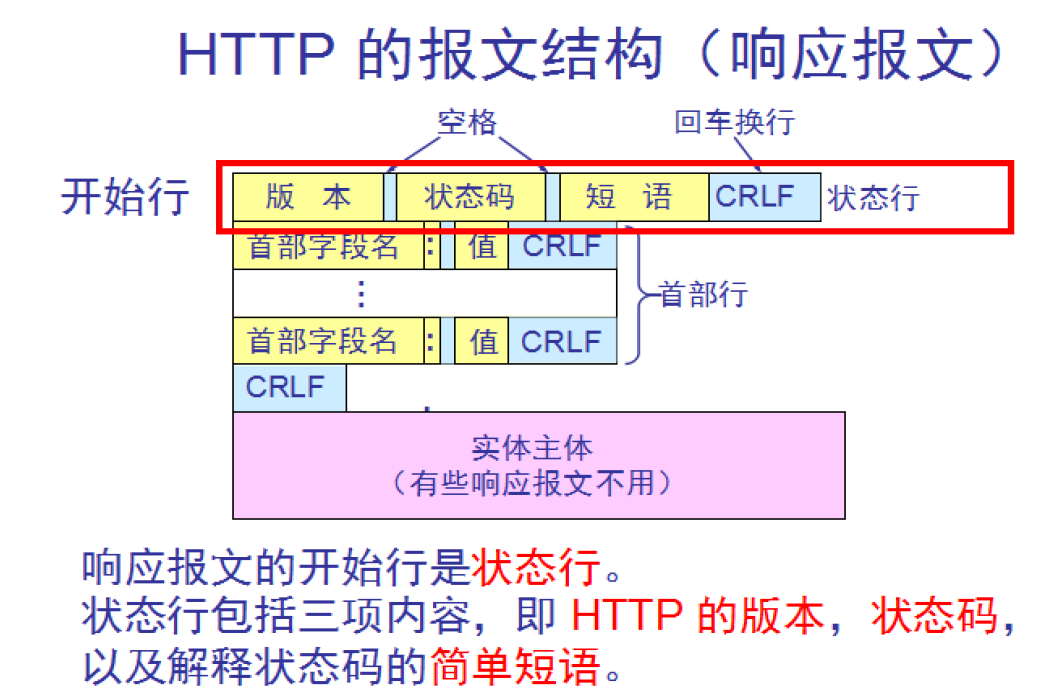 HTTP 的报文结构（响应报文）
空格
回车换行
开始行
版 本 状态码 短 语 CRLF 状态行
首部字段名 : 值 CRLF
⋮
首部行
首部字段名 : 值 CRLF
CRLF
实体主体
（有些响应报文不用）
响应报文的开始行是状态行。
状态行包括三项内容，即 HTTP 的版本，状态码，
以及解释状态码的简单短语。